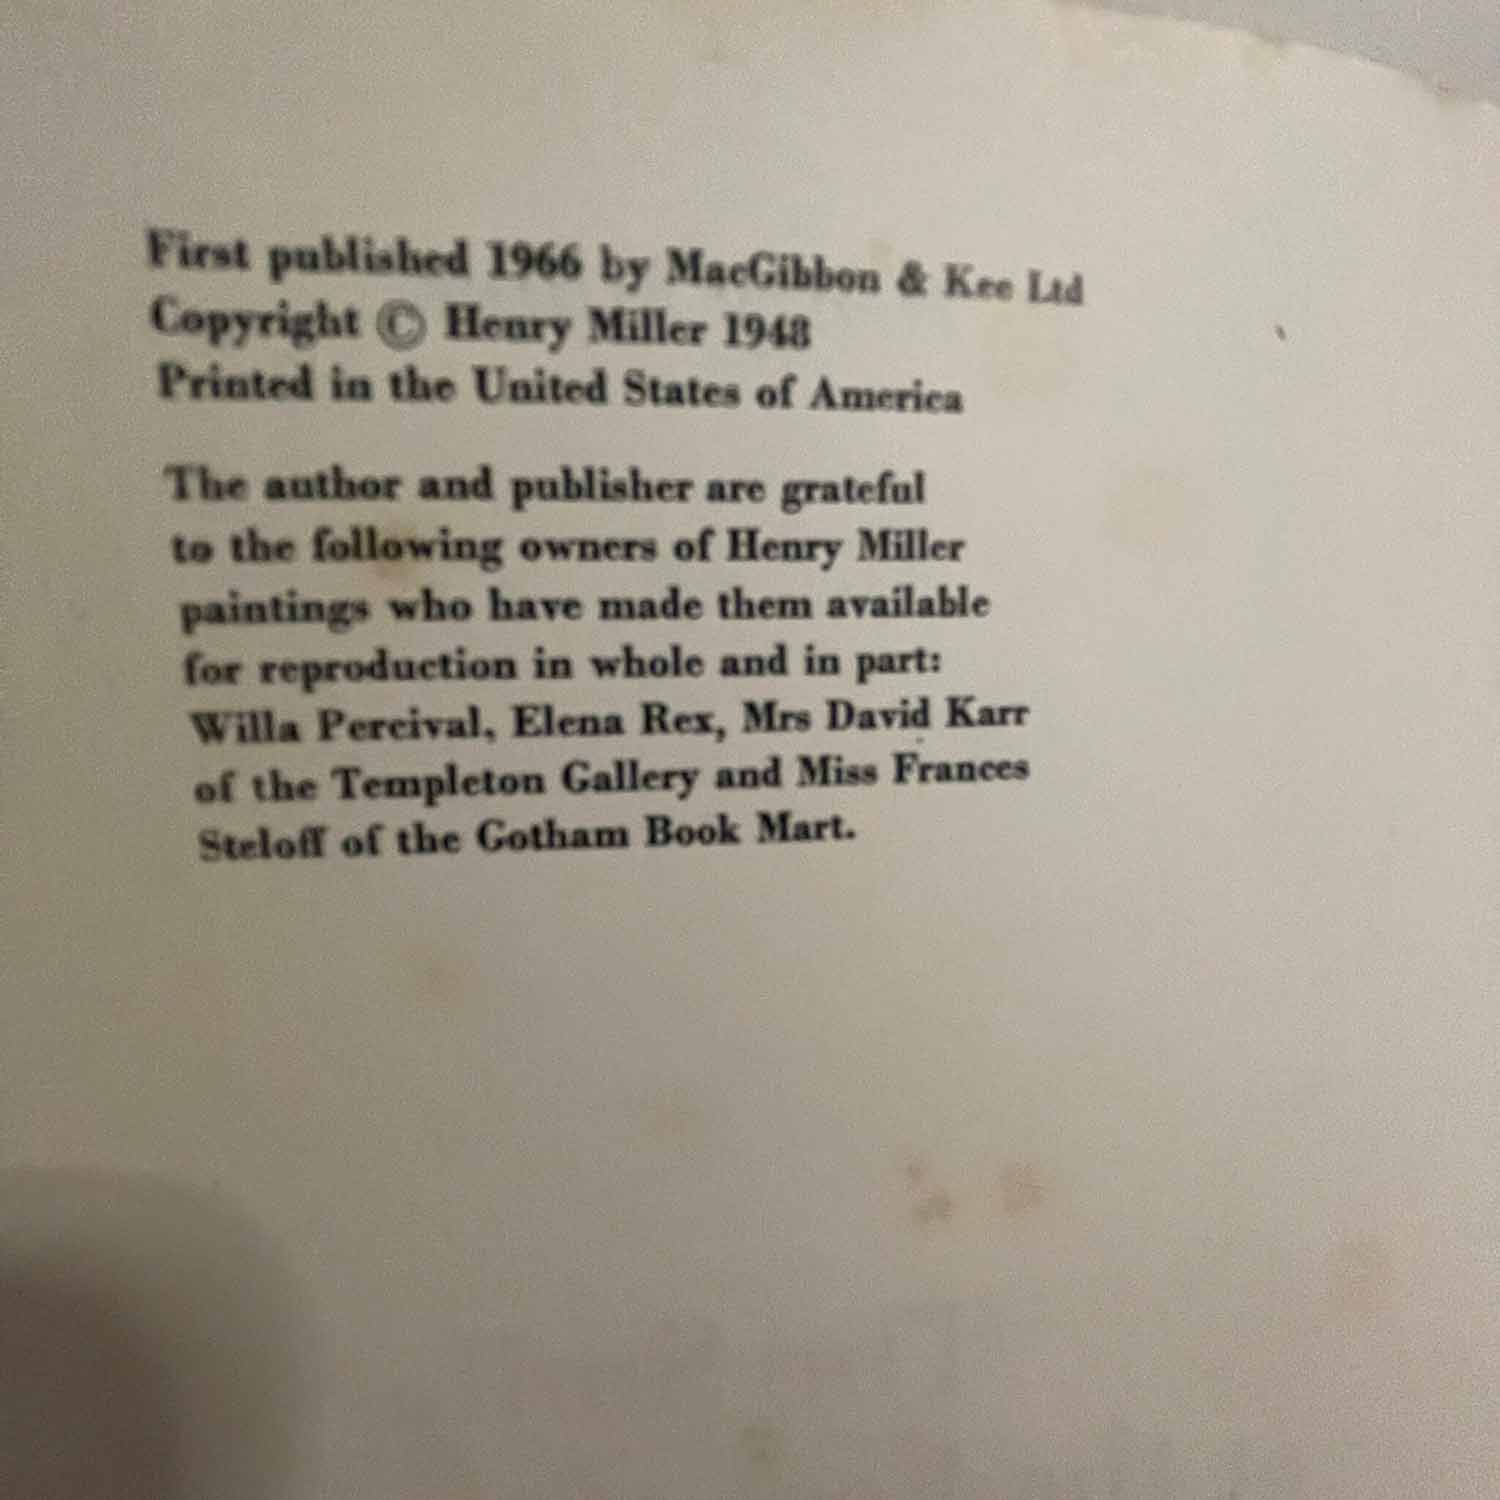 First published 1966 by MacGibbon & Kee Ltd
Copyright © Henry Miller 1948
Printed in the United States of America
The author and publisher are grateful
to the following owners of Henry Miller
paintings who have made them available
for reproduction in whole and in part:
Willa Percival, Elena Rex, Mrs David Karr
of the Templeton Gallery and Miss Frances
Steloff of the Gotham Book Mart.